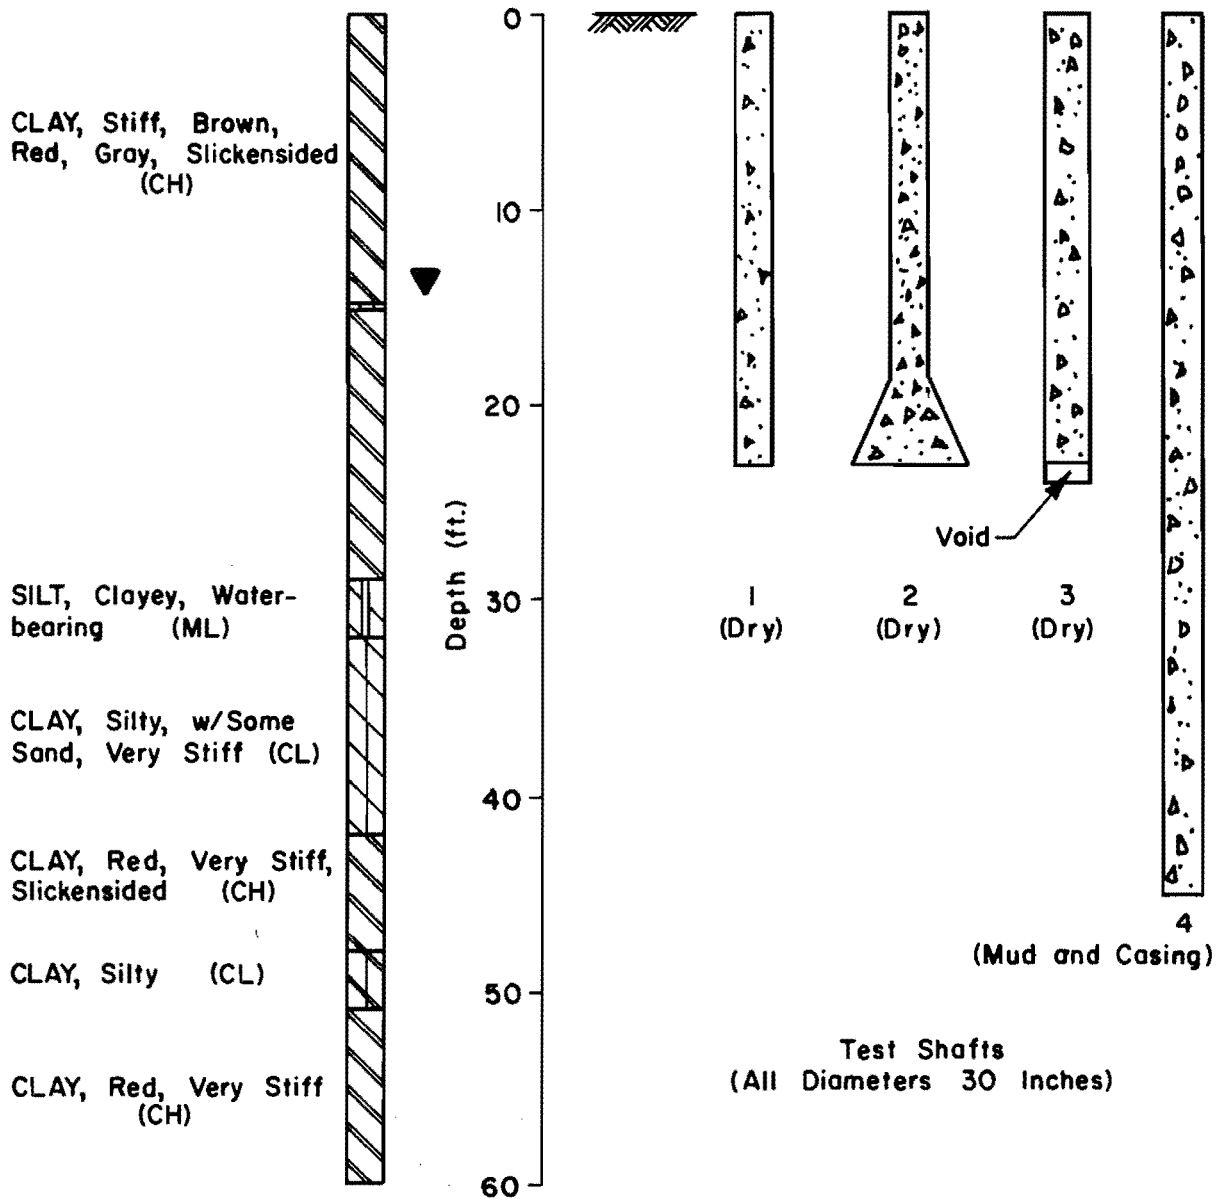 CLAY, Stiff, Brown,
Red, Gray, Slickensided
(CH)
SILT, Clayey, Water-
bearing (ML)
CLAY, Silty, w/Some
Sand, Very Stiff (CL)
CLAY, Red, Very Stiff,
Slickensided (CH)
CLAY, Silty (CL)
CLAY, Red, Very Stiff
(CH)
Depth (ft.)
0
10
20
30
40
50
60
Void
1
(Dry)
2
(Dry)
3
(Dry)
4
(Mud and Casing)
Test Shafts
(All Diameters 30 Inches)